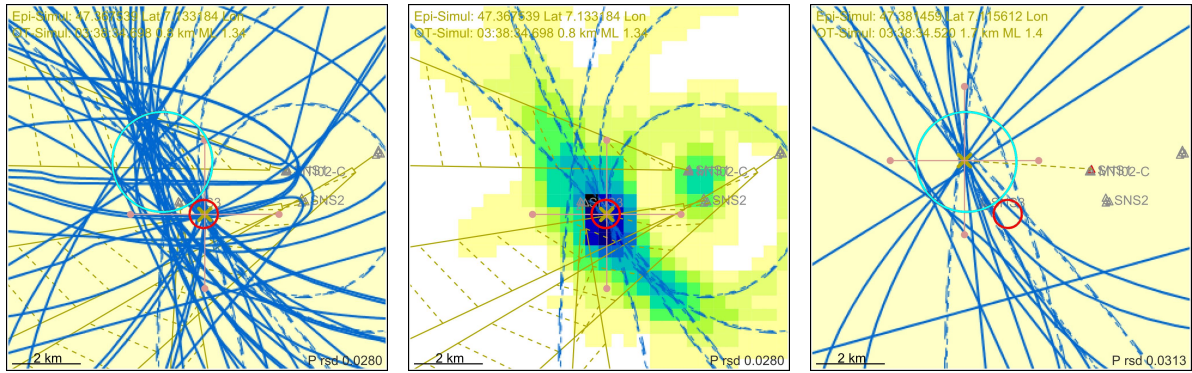 Epi-Simul: 47.367539 Lat 7.133184 Lon
OT-Simul: 03:38:34.698 0.8 km ML 1.34
SNS2
2 km
P rsd 0.0280
Epi-Simul: 47.367539 Lat 7.133184 Lon
OT-Simul: 03:38:34.698 0.8 km ML 1.34
SNS2
2 km
P rsd 0.0280
Epi-Simul: 47.381459 Lat 7.115612 Lon
OT-Simul: 03:38:34.520 1.7 km ML 1.4
SNS2
2 km
P rsd 0.0313